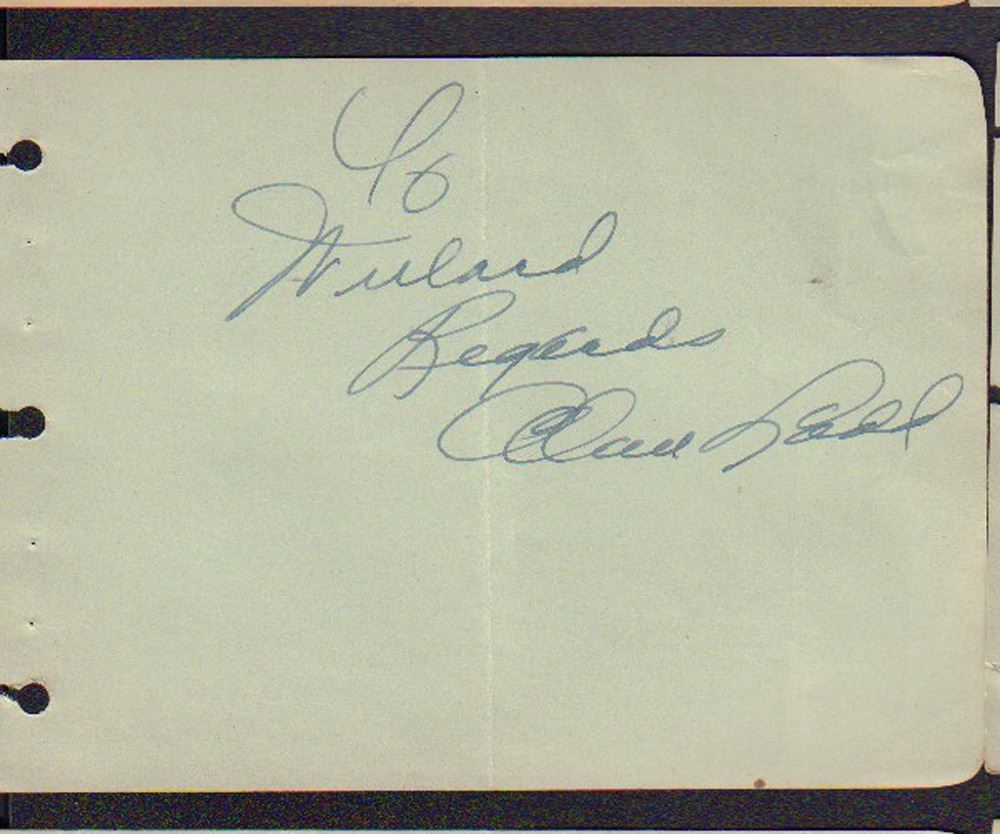 To
Willard
Regards
Alan Ladd